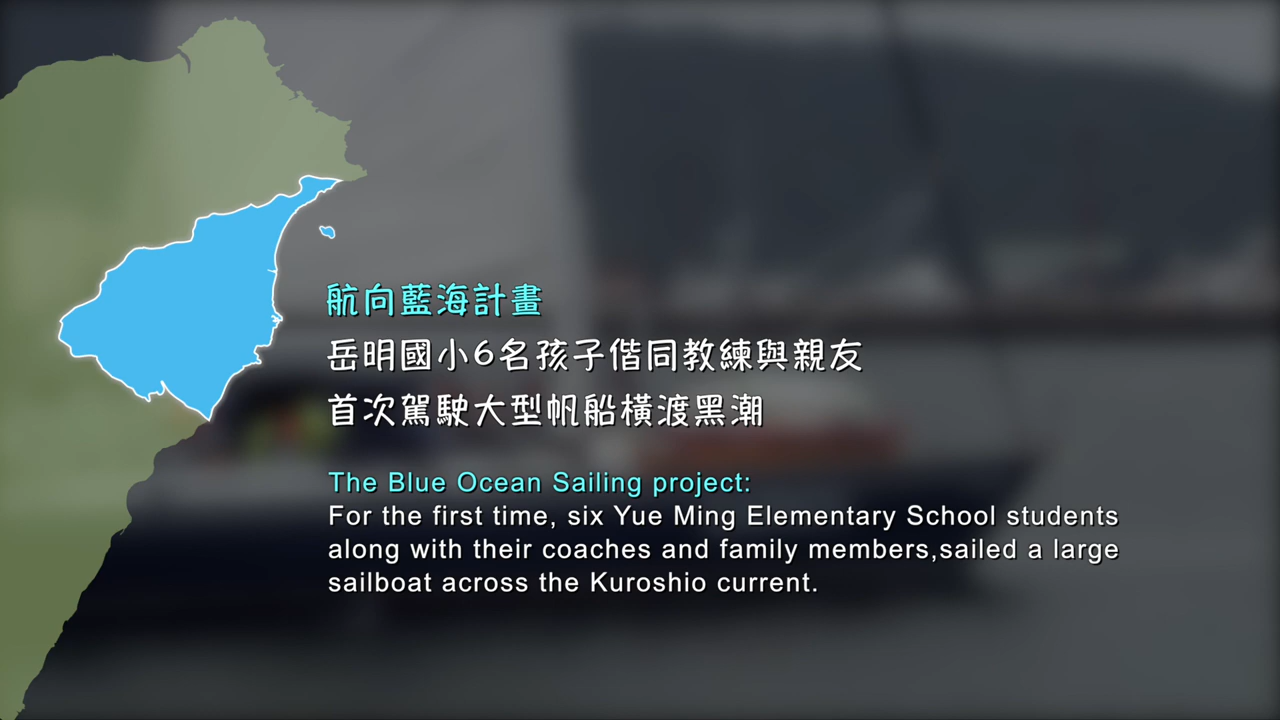 航向藍海計畫
岳明國小6名孩子偕同教練與親友
首次駕駛大型帆船橫渡黑潮
The Blue Ocean Sailing project:
For the first time, six Yue Ming Elementary School students
along with their coaches and family members,sailed a large
sailboat across the Kuroshio current.